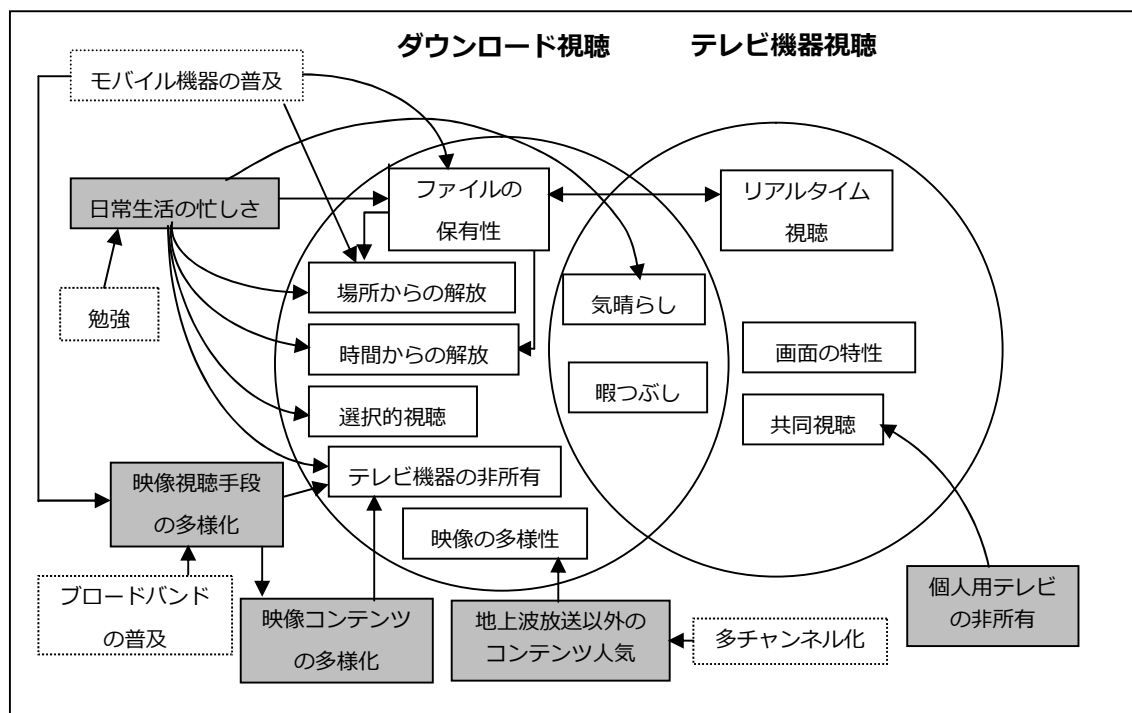 ダウンロード視聴
テレビ機器視聴
モバイル機器の普及
ファイルの
保有性
リアルタイム
視聴
日常生活の忙しさ
場所からの解放
気晴らし
勉強
時間からの解放
画面の特性
暇つぶし
選択的視聴
共同視聴
テレビ機器の非所有
映像視聴手段
の多様化
映像の多様性
ブロードバンド
の普及
映像コンテンツ
の多様化
地上波放送以外の
コンテンツ人気
多チャンネル化
個人用テレビ
の非所有